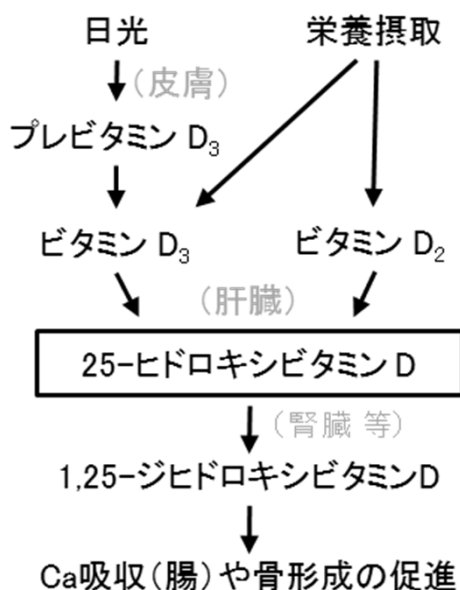 日光 栄養摂取
(皮膚)
プレビタミン D3
ビタミン D3 ビタミン D2
(肝臓)
25-ヒドロキシビタミン D
(腎臓 等)
1,25-ジヒドロキシビタミンD
Ca吸収(腸)や骨形成の促進